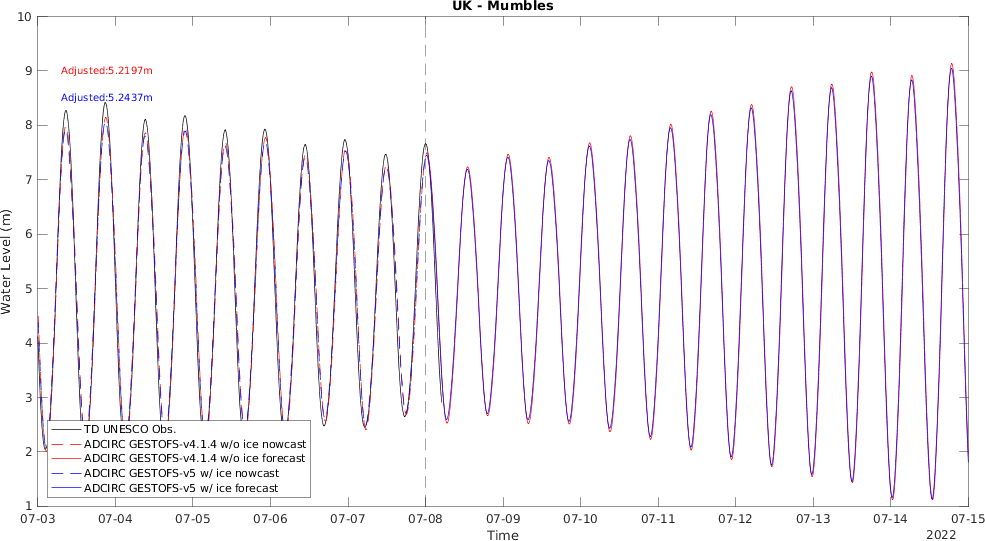 UK - Mumbles
10
9
8
7
6
5
4
3
2
1
Water Level (m)
Adjusted:5.2197m
Adjusted:5.2437m
TD UNESCO Obs.
ADCIRC GESTOFS-v4.1.4 w/o ice nowcast
ADCIRC GESTOFS-v4.1.4 w/o ice forecast
ADCIRC GESTOFS-v5 w/ ice nowcast
ADCIRC GESTOFS-v5 w/ ice forecast
07-03 07-04 07-05 07-06 07-07 07-08 07-09 07-10 07-11 07-12 07-13 07-14 07-15
Time
2022